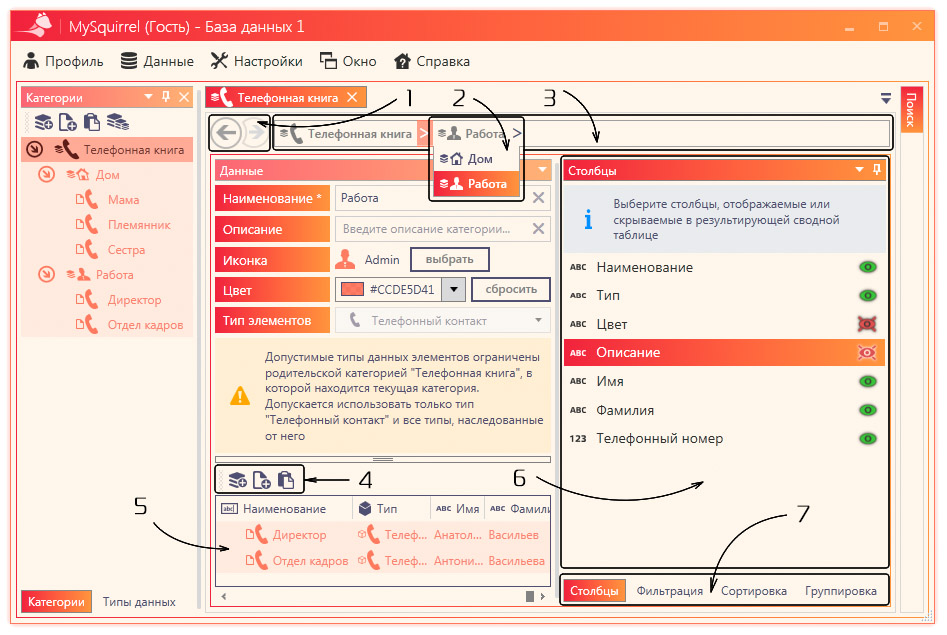 MySquirrel (Гость) - База данных 1
Профиль Данные Настройки Окно Справка
Категории
Телефонная книга
Дом
Мама
Племянник
Сестра
Работа
Директор
Отдел кадров
Категории Типы данных
Телефонная книга
1 2 3
Поиск
Телефонная книга > Работа >
Дом
Работа
Данные
Наименование * Работа
Описание Введите описание категории...
Иконка Admin выбрать
Цвет #CCDE5D41 сбросить
Тип элементов Телефонный контакт
Допустимые типы данных элементов ограничены
родительской категорией "Телефонная книга", в
которой находится текущая категория.
Допускается использовать только тип
"Телефонный контакт" и все типы, наследованные
от него
4
5
abc Наименование Тип ABC Имя ABC Фамили
Директор Телеф... Анатол... Васильев
Отдел кадров Телеф... Антони... Васильева
Столбцы
Выберите столбцы, отображаемые или
скрываемые в результирующей сводной
таблице
ABC Наименование
ABC Тип
ABC Цвет
ABC Описание
ABC Имя
ABC Фамилия
123 Телефонный номер
6
7
Столбцы Фильтрация Сортировка Группировка